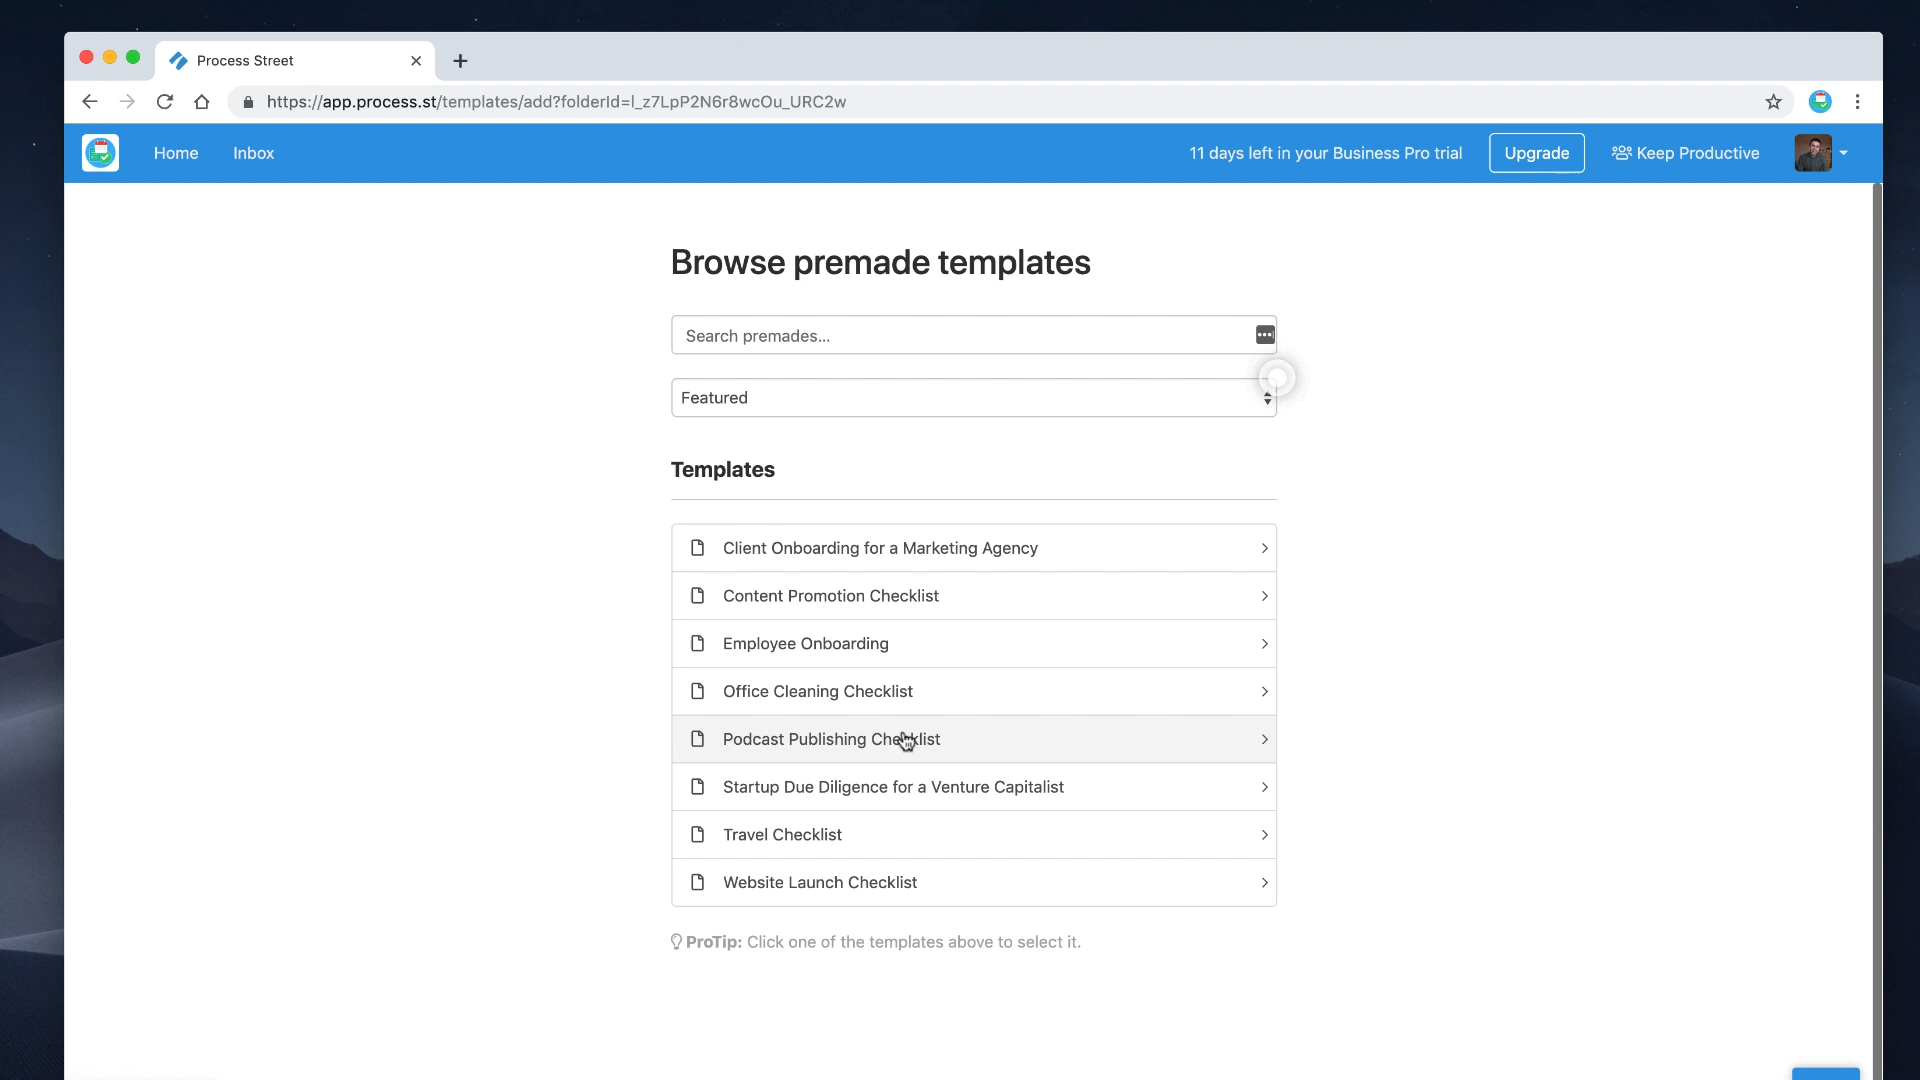 Process Street
https://app.process.st/templates/add?folderId=l_z7LpP2N6r8wcOu_URC2w
Home Inbox 11 days left in your Business Pro trial Upgrade Keep Productive
Browse premade templates
Search premades...
Featured
Templates
Client Onboarding for a Marketing Agency
Content Promotion Checklist
Employee Onboarding
Office Cleaning Checklist
Podcast Publishing Checklist
Startup Due Diligence for a Venture Capitalist
Travel Checklist
Website Launch Checklist
ProTip: Click one of the templates above to select it.